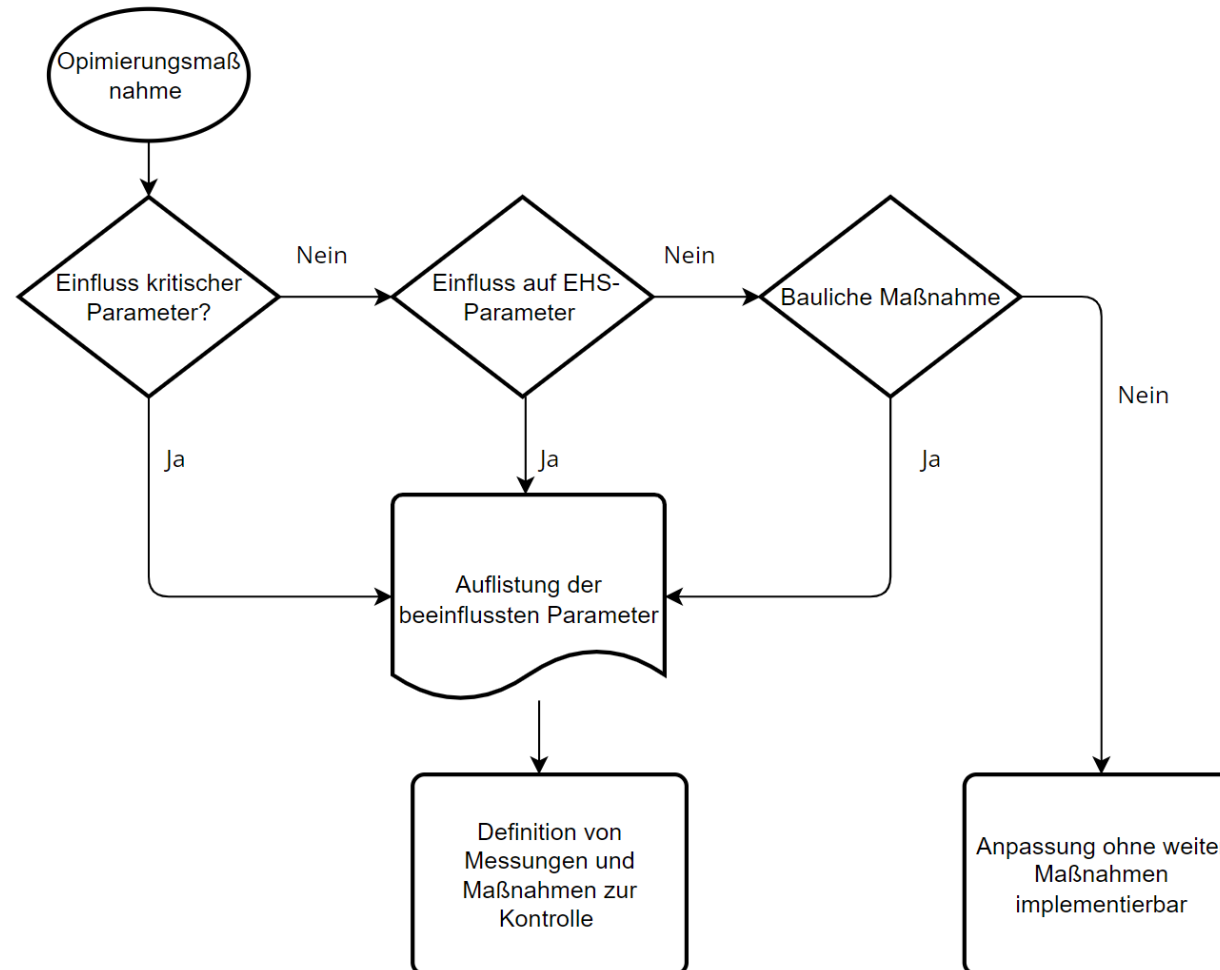 Opimierungsmaß
nahme
Einfluss kritischer
Parameter?
Nein
Einfluss auf EHS-
Parameter
Nein
Bauliche Maßnahme
Nein
Ja
Ja
Ja
Auflistung der
beeinflussten Parameter
Definition von
Messungen und
Maßnahmen zur
Kontrolle
Anpassung ohne weite
Maßnahmen
implementierbar